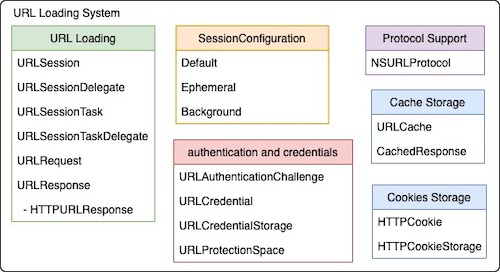 URL Loading System
URL Loading
URLSession
URLSessionDelegate
URLSessionTask
URLSessionTaskDelegate
URLRequest
URLResponse
- HTTPURLResponse
SessionConfiguration
Default
Ephemeral
Background
authentication and credentials
URLAuthenticationChallenge
URLCredential
URLCredentialStorage
URLProtectionSpace
Protocol Support
NSURLProtocol
Cache Storage
URLCache
CachedResponse
Cookies Storage
HTTPCookie
HTTPCookieStorage